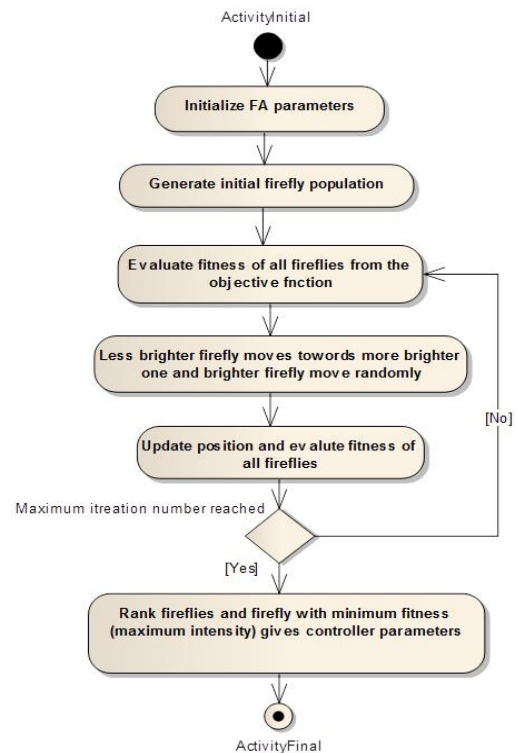 ActivityInitial
Initialize FA parameters
Generate initial firefly population
Evaluate fitness of all fireflies from the
objective fnction
Less brighter firefly moves towords more brighter
one and brighter firefly move randomly
Update position and evalute fitness of
all fireflies
[No]
Maximum itreation number reached
[Yes]
Rank fireflies and firefly with minimum fitness
(maximum intensity) gives controller parameters
ActivityFinal